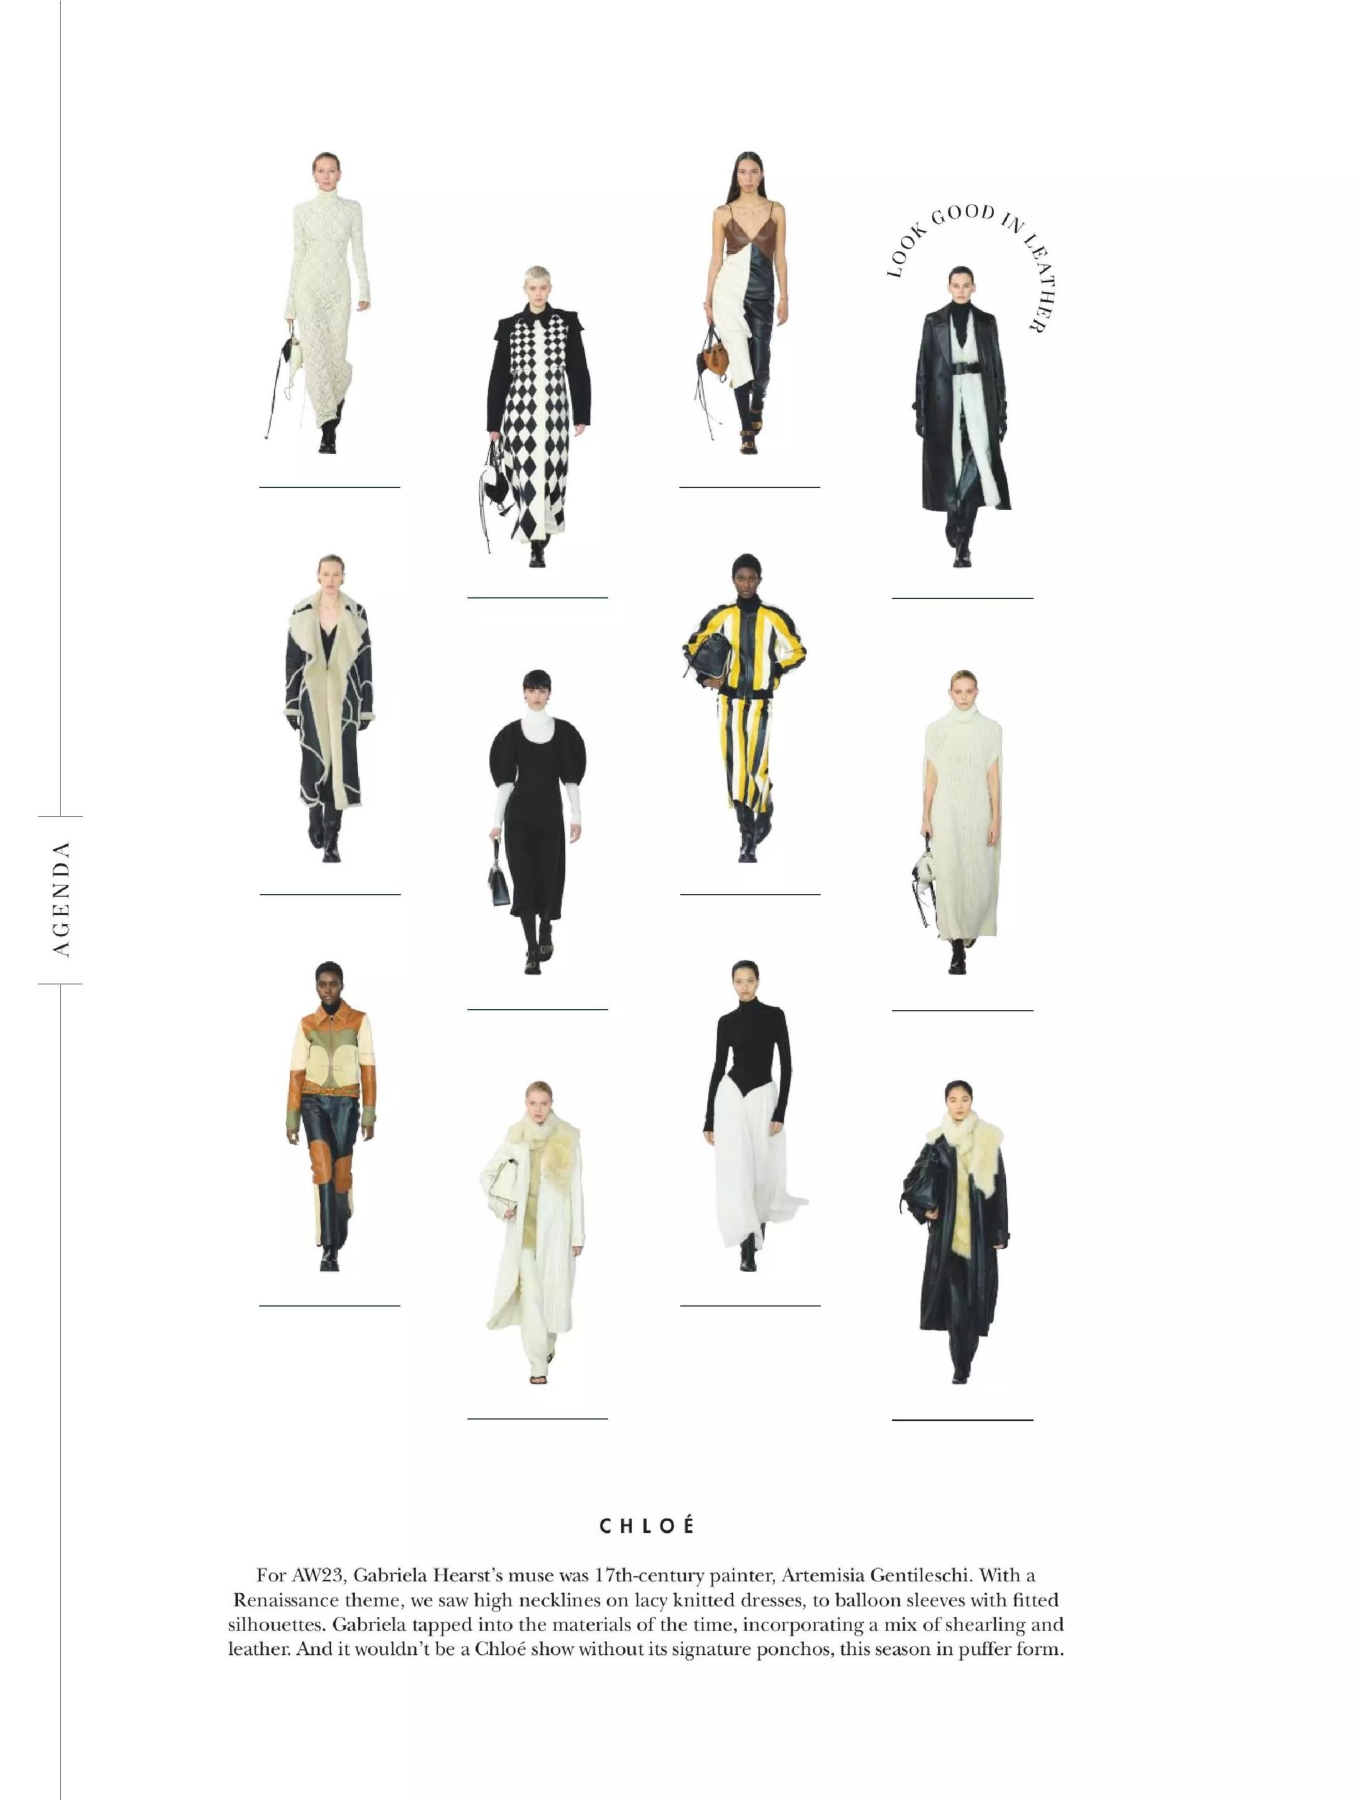 LOOK GOOD IN LEATHER
AGENDA
CHLOÉ
For AW23, Gabriela Hearst’s muse was 17th-century painter, Artemisia Gentileschi. With a
Renaissance theme, we saw high necklines on lacy knitted dresses, to balloon sleeves with fitted
silhouettes. Gabriela tapped into the materials of the time, incorporating a mix of shearling and
leather. And it wouldn’t be a Chloé show without its signature ponchos, this season in puffer form.